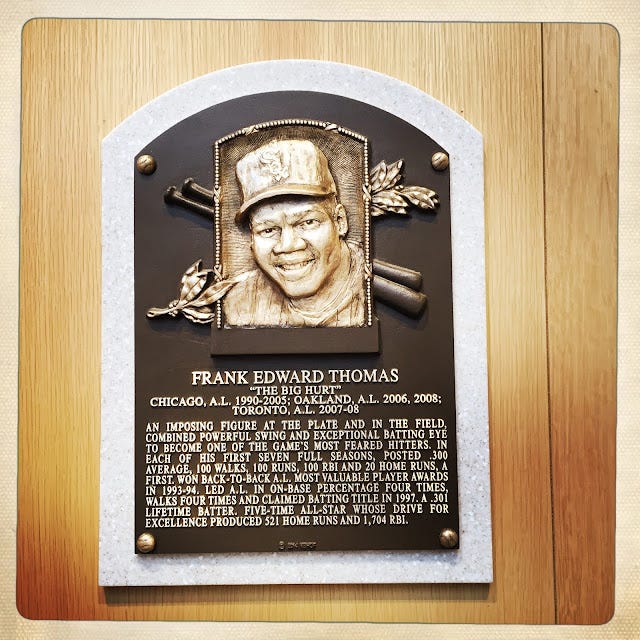 FRANK EDWARD THOMAS
"THE BIG HURT"
CHICAGO, A.L. 1990-2005; OAKLAND, A.L. 2006, 2008;
TORONTO, A.L. 2007-08
AN IMPOSING FIGURE AT THE PLATE AND IN THE FIELD,
COMBINED POWERFUL SWING AND EXCEPTIONAL BATTING EYE
TO BECOME ONE OF THE GAME'S MOST FEARED HITTERS. IN
EACH OF HIS FIRST SEVEN FULL SEASONS, POSTED .300
AVERAGE, 100 WALKS, 100 RUNS, 100 RBI AND 20 HOME RUNS, A
FIRST. WON BACK-TO-BACK A.L. MOST VALUABLE PLAYER AWARDS
IN 1993-94. LED A.L. IN ON-BASE PERCENTAGE FOUR TIMES,
WALKS FOUR TIMES AND CLAIMED BATTING TITLE IN 1997. A .301
LIFETIME BATTER. FIVE-TIME ALL-STAR WHOSE DRIVE FOR
EXCELLENCE PRODUCED 521 HOME RUNS AND 1,704 RBI.